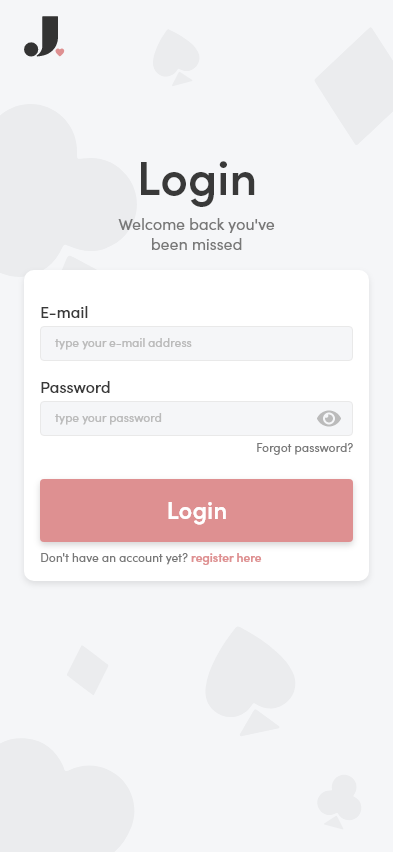 J.
Login
Welcome back you've
been missed
E-mail
type your e-mail address
Password
type your password
Forgot password?
Login
Don't have an account yet? register here